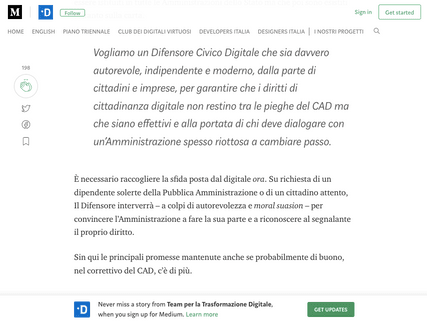 M
D
Follow
Sign in
Get started
HOME ENGLISH PIANO TRIENNALE CLUB DEI DIGITALI VIRTUOSI DEVELOPERS ITALIA DESIGNERS ITALIA | I NOSTRI PROGETTI
198
Vogliamo un Difensore Civico Digitale che sia davvero
autorevole, indipendente e moderno, dalla parte di
cittadini e imprese, per garantire che i diritti di
cittadinanza digitale non restino tra le pieghe del CAD ma
che siano effettivi e alla portata di chi deve dialogare con
un’Amministrazione spesso riottosa a cambiare passo.
È necessario raccogliere la sfida posta dal digitale ora. Su richiesta di un
dipendente solerte della Pubblica Amministrazione o di un cittadino attento,
Il Difensore interverrà – a colpi di autorevolezza e moral suasion – per
convincere l’Amministrazione a fare la sua parte e a riconoscere al segnalante
il proprio diritto.
Sin qui le principali promesse mantenute anche se probabilmente di buono,
nel correttivo del CAD, c’è di più.
D
Never miss a story from Team per la Trasformazione Digitale,
when you sign up for Medium. Learn more
GET UPDATES